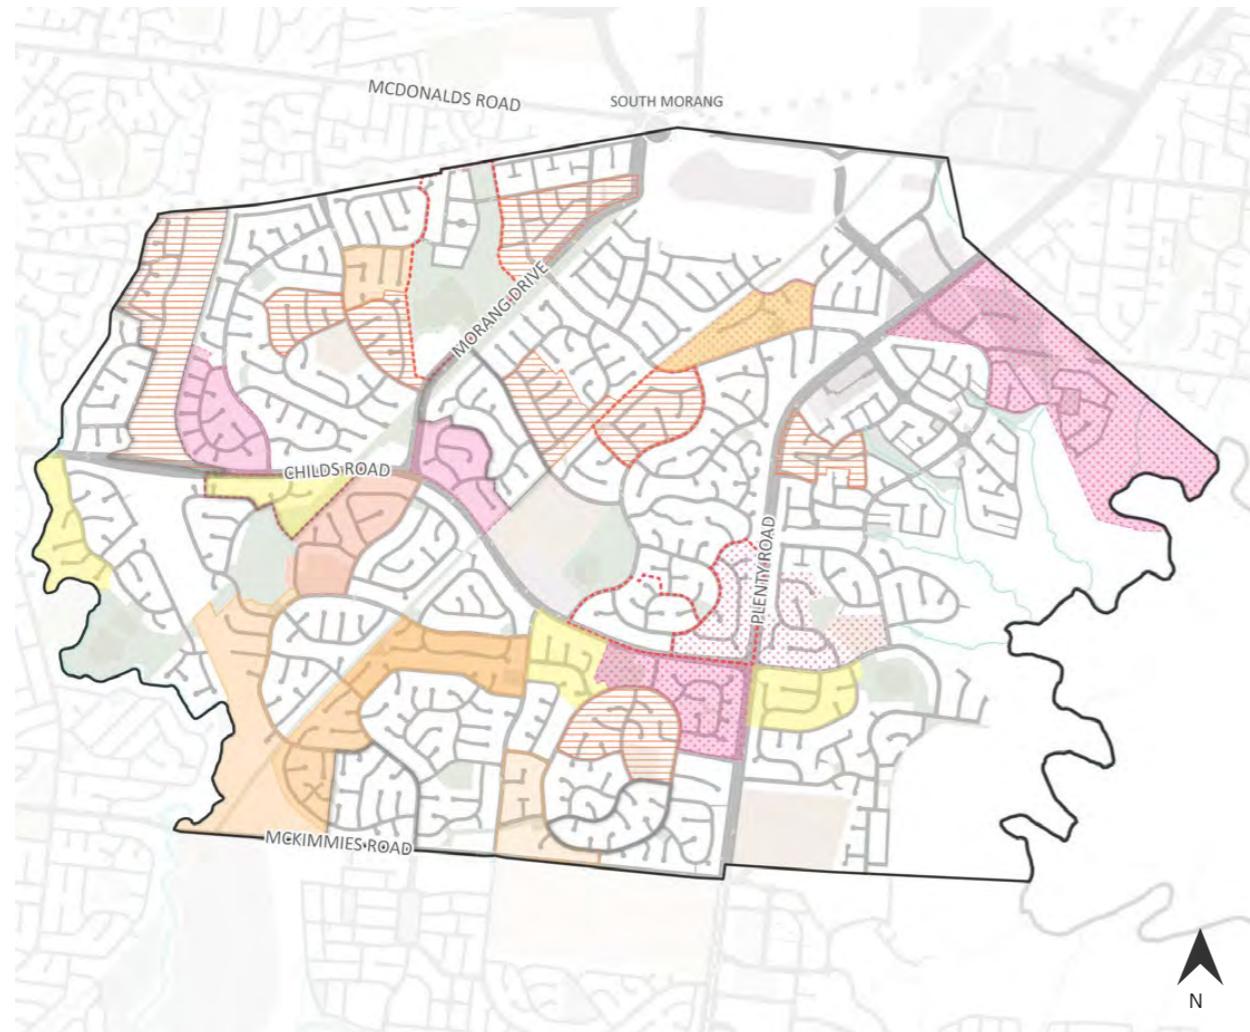 MCDONALDS ROAD
SOUTH MORANG
MORANG DRIVE
CHILDS ROAD
PLENTY ROAD
MCKIMMIES ROAD
N